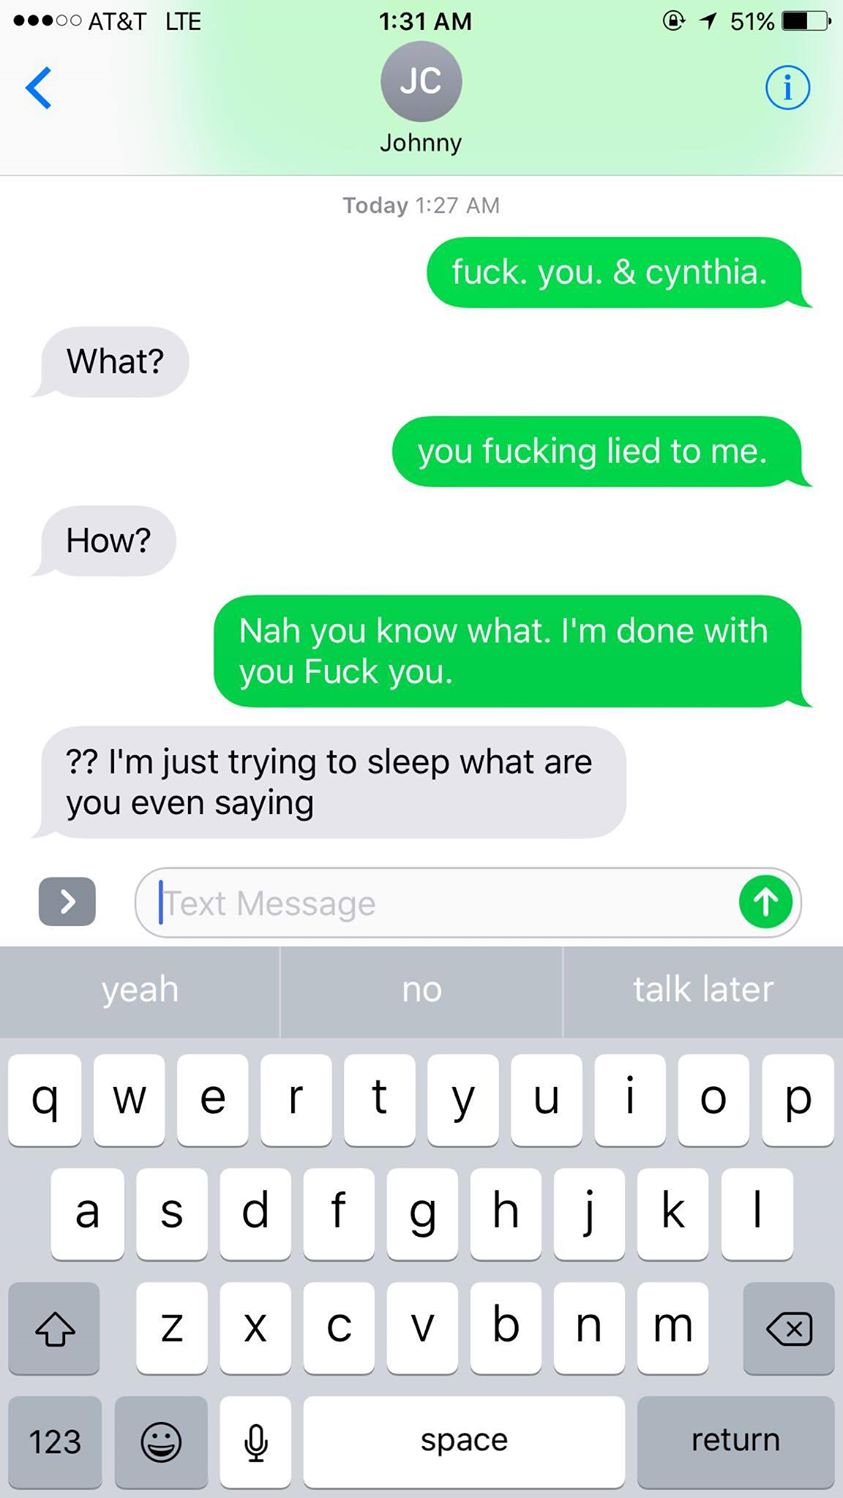 AT&T LTE 1:31 AM 51%
JC
Johnny
Today 1:27 AM
fuck. you. & cynthia.
What?
you fucking lied to me.
How?
Nah you know what. I'm done with
you Fuck you.
?? I'm just trying to sleep what are
you even saying
Text Message
yeah no talk later
q w e r t y u i o p
a s d f g h j k l
z x c v b n m
123 space return